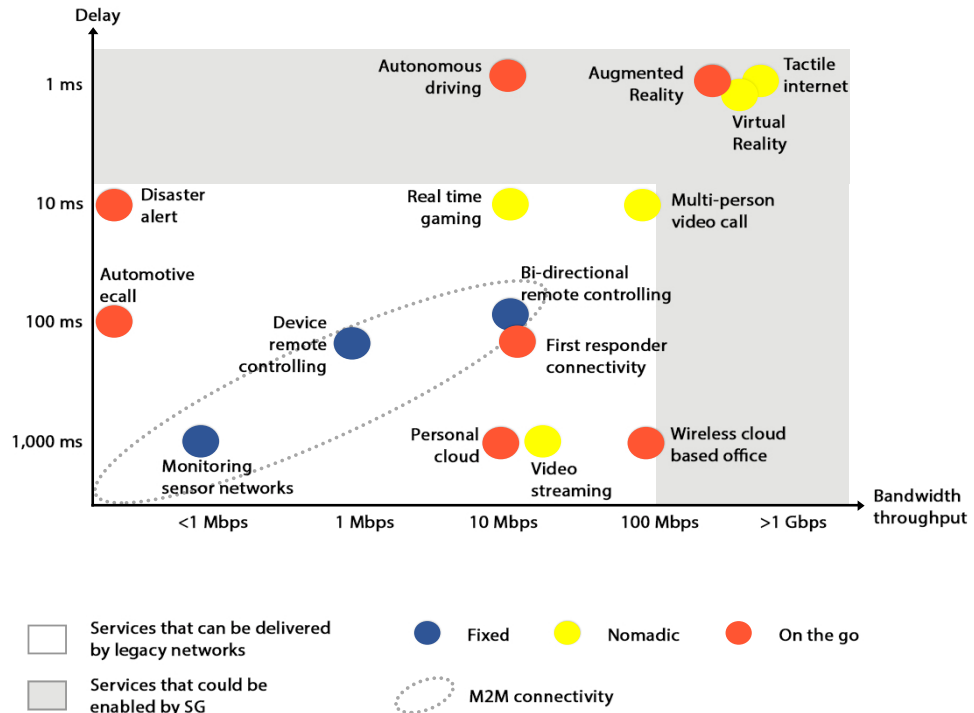 Delay
1 ms
10 ms
100 ms
1,000 ms
Autonomous
driving
Augmented
Reality
Tactile
internet
Virtual
Reality
Disaster
alert
Real time
gaming
Multi-person
video call
Automotive
ecall
Bi-directional
remote controlling
Device
remote
controlling
First responder
connectivity
Monitoring
sensor networks
Personal
cloud
Video
streaming
Wireless cloud
based office
<1 Mbps
1 Mbps
10 Mbps
100 Mbps
>1 Gbps
Bandwidth
throughput
Services that can be delivered
by legacy networks
Fixed
Nomadic
On the go
Services that could be
enabled by SG
M2M connectivity